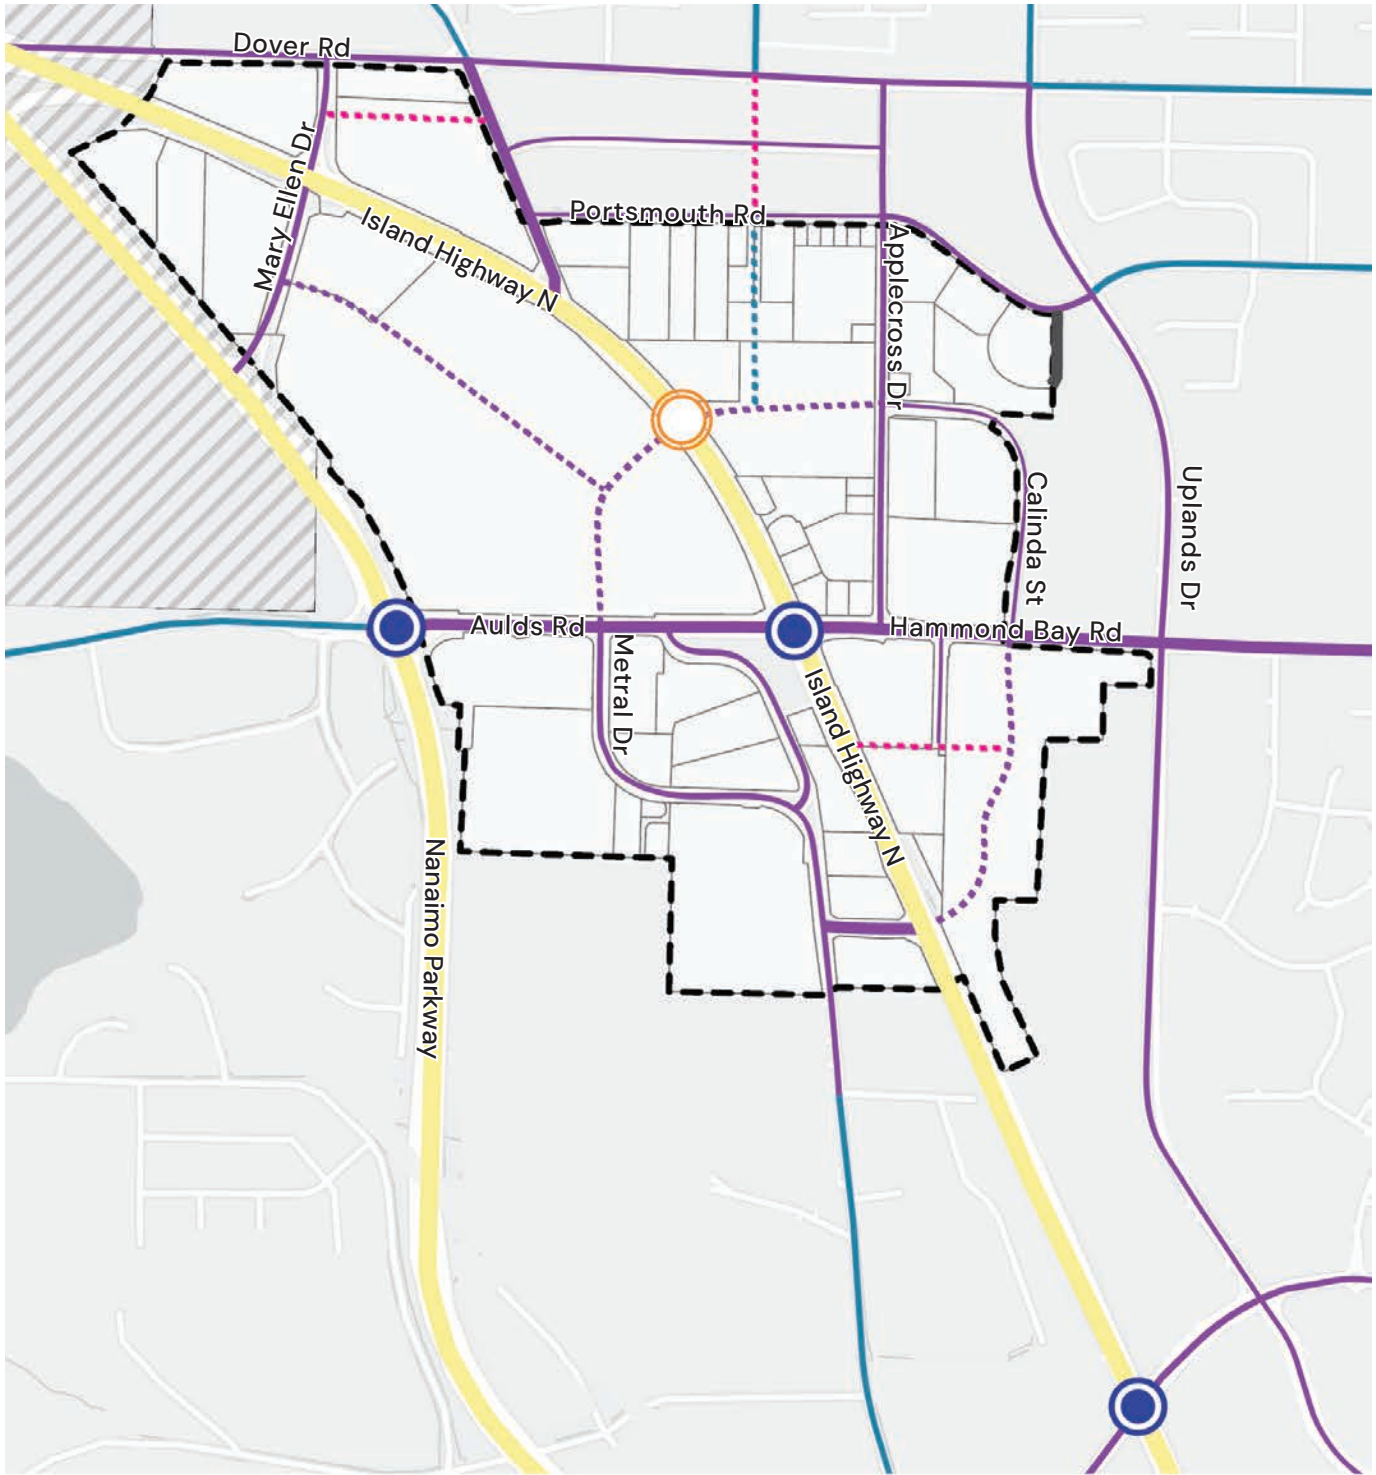 Dover Rd
Mary Ellen Dr
Island Highway N
Portsmouth Rd
Applecross Dr
Calinda St
Uplands Dr
Aulds Rd
Hammond Bay Rd
Metral Dr
Island Highway N
Nanaimo Parkway